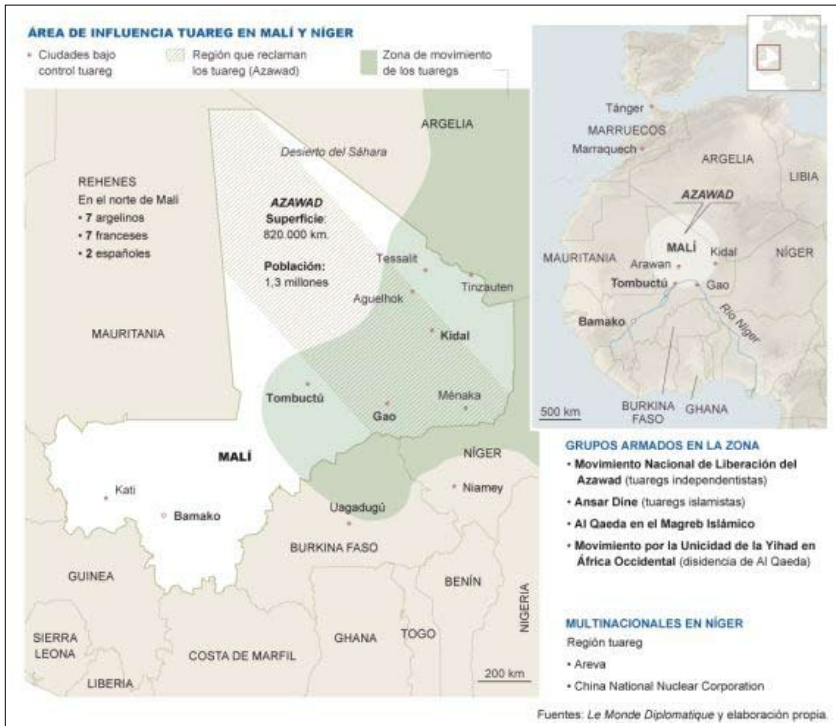 ÁREA DE INFLUENCIA TUAREG EN MALÍ Y NÍGER
Ciudades bajo
control tuareg
Región que reclaman
los tuareg (Azawad)
Zona de movimiento
de los tuaregs
ARGELIA
Desierto del Sáhara
REHENES
En el norte de Malí
• 7 argelinos
• 7 franceses
• 2 españoles
AZAWAD
Superficie:
820.000 km.
Población:
1,3 millones
Tessalit
Tinzauten
Aguelhok
MAURITANIA
Kidal
Tombuctú
Ménaka
Gao
MALÍ
NÍGER
Kati
Niamey
Bamako
Uagadugú
BURKINA FASO
GUINEA
BENÍN
NIGERIA
SIERRA
LEONA
GHANA
TOGO
COSTA DE MARFIL
LIBERIA
200 km
Tánger
MARRUECOS
Marraquech
ARGELIA
LIBIA
AZAWAD
MALÍ
Kidal
NÍGER
MAURITANIA
Arawan
Tombuctú
Gao
Bamako
Río Níger
BURKINA
FASO
GHANA
500 km
GRUPOS ARMADOS EN LA ZONA
• Movimiento Nacional de Liberación del
Azawad (tuaregs independentistas)
• Ansar Dine (tuaregs islamistas)
• Al Qaeda en el Magreb Islámico
• Movimiento por la Unicidad de la Yihad en
África Occidental (disidencia de Al Qaeda)
MULTINACIONALES EN NÍGER
Región tuareg
• Areva
• China National Nuclear Corporation
Fuentes: Le Monde Diplomatique y elaboración propia.